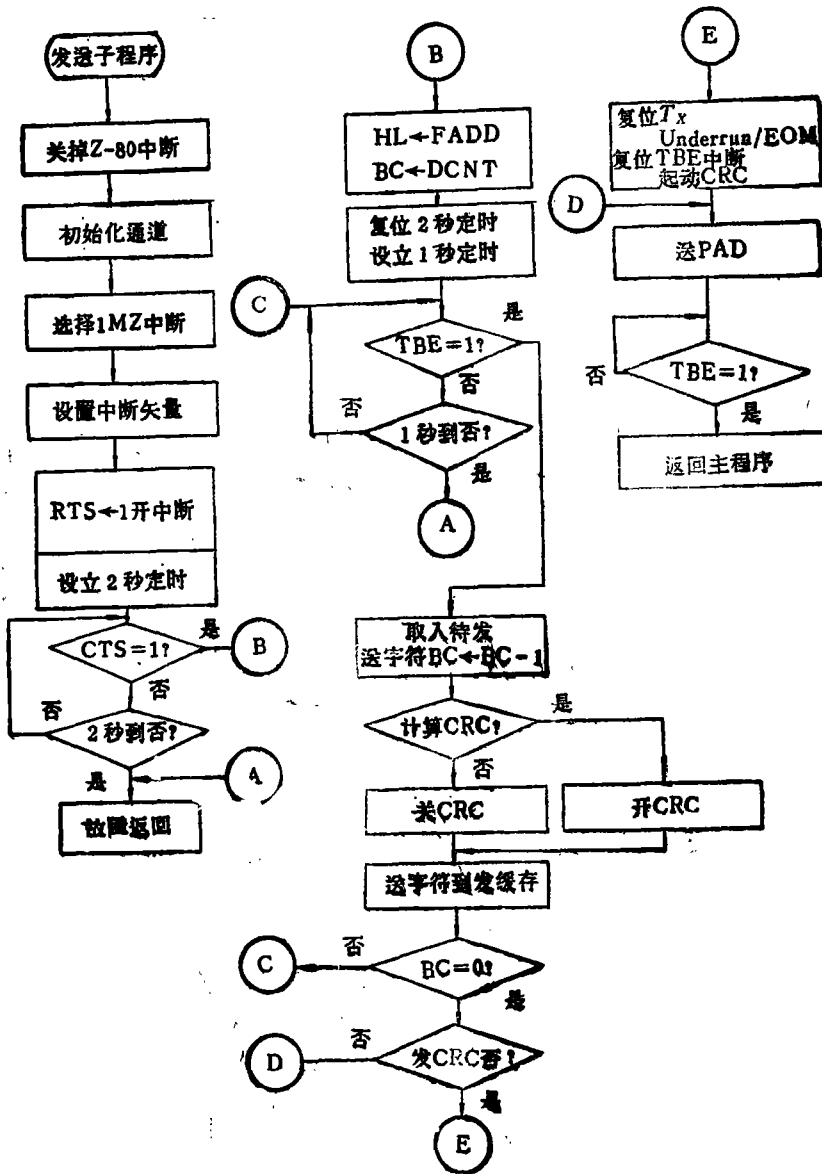 发送子程序
关掉Z-80中断
初始化通道
选择1MZ中断
设置中断矢量
RTS←1开中断
设立2秒定时
CTS=1?
是
B
否
2秒到否?
否
是
A
故障返回
B
HL←FADD
BC←DCNT
复位2秒定时
设立1秒定时
C
TBE=1?
是
否
1秒到否?
否
是
A
取入待发
送字符BC←BC-1
计算CRC?
是
否
关CRC
开CRC
送字符到发缓存
BC=0?
否
C
是
发CRC否?
否
D
是
E
E
复位Tx
Underrun/EOM
复位TBE中断
起动CRC
D
送PAD
TBE=1?
否
是
返回主程序